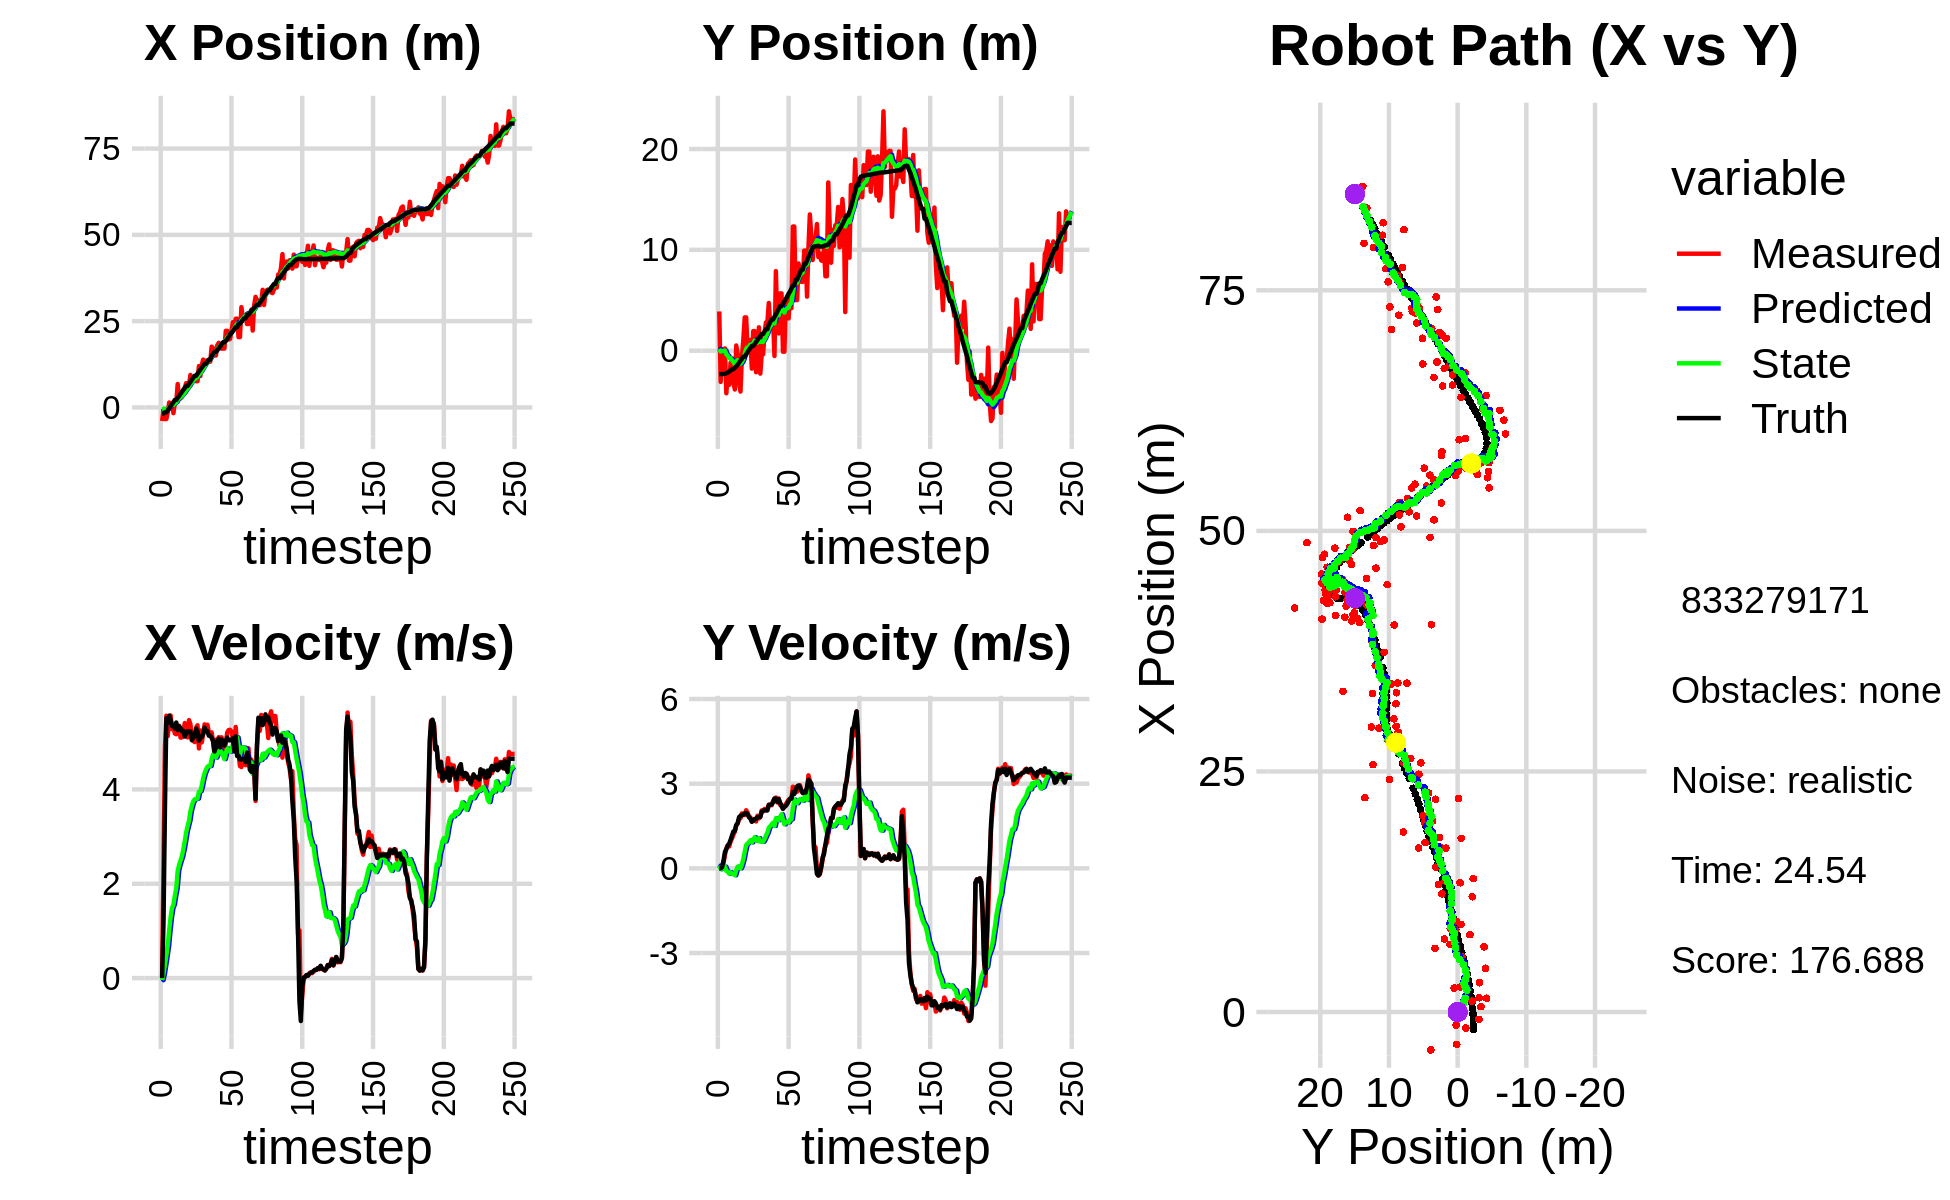 X Position (m)
75
50
25
0
0
50
100
150
200
250
timestep
Y Position (m)
20
10
0
0
50
100
150
200
250
timestep
X Velocity (m/s)
4
2
0
0
50
100
150
200
250
timestep
Y Velocity (m/s)
6
3
0
-3
0
50
100
150
200
250
timestep
Robot Path (X vs Y)
X Position (m)
75
50
25
0
20 10 0 -10 -20
Y Position (m)
variable
Measured
Predicted
State
Truth
833279171
Obstacles: none
Noise: realistic
Time: 24.54
Score: 176.688